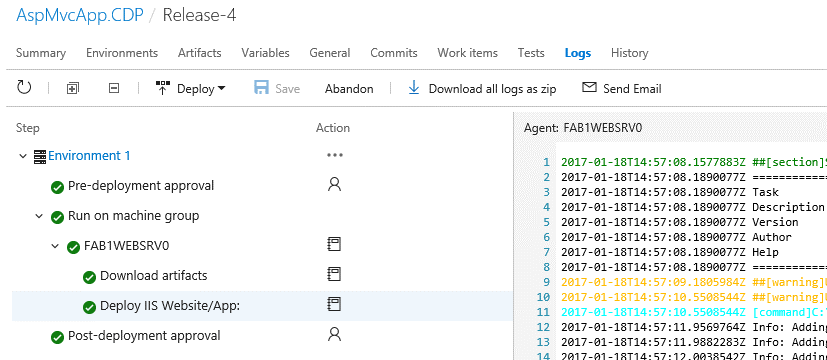 AspMvcApp.CDP / Release-4
Summary Environments Artifacts Variables General Commits Work items Tests Logs History
Deploy Save Abandon Download all logs as zip Send Email
Step Action
Environment 1
Pre-deployment approval
Run on machine group
FAB1WEBSRV0
Download artifacts
Deploy IIS Website/App:
Post-deployment approval
Agent: FAB1WEBSRV0
1 2017-01-18T14:57:08.1577883Z ##[section]
2 2017-01-18T14:57:08.1890077Z ============
3 2017-01-18T14:57:08.1890077Z Task
4 2017-01-18T14:57:08.1890077Z Description
5 2017-01-18T14:57:08.1890077Z Version
6 2017-01-18T14:57:08.1890077Z Author
7 2017-01-18T14:57:08.1890077Z Help
8 2017-01-18T14:57:08.1890077Z ============
9 2017-01-18T14:57:09.1805984Z ##[warning]
10 2017-01-18T14:57:10.5508544Z ##[warning]
11 2017-01-18T14:57:10.5508544Z [command]C:
12 2017-01-18T14:57:11.9569764Z Info: Adding
13 2017-01-18T14:57:11.9882283Z Info: Adding
14 2017-01-18T14:57:12.0038542Z Info: Adding